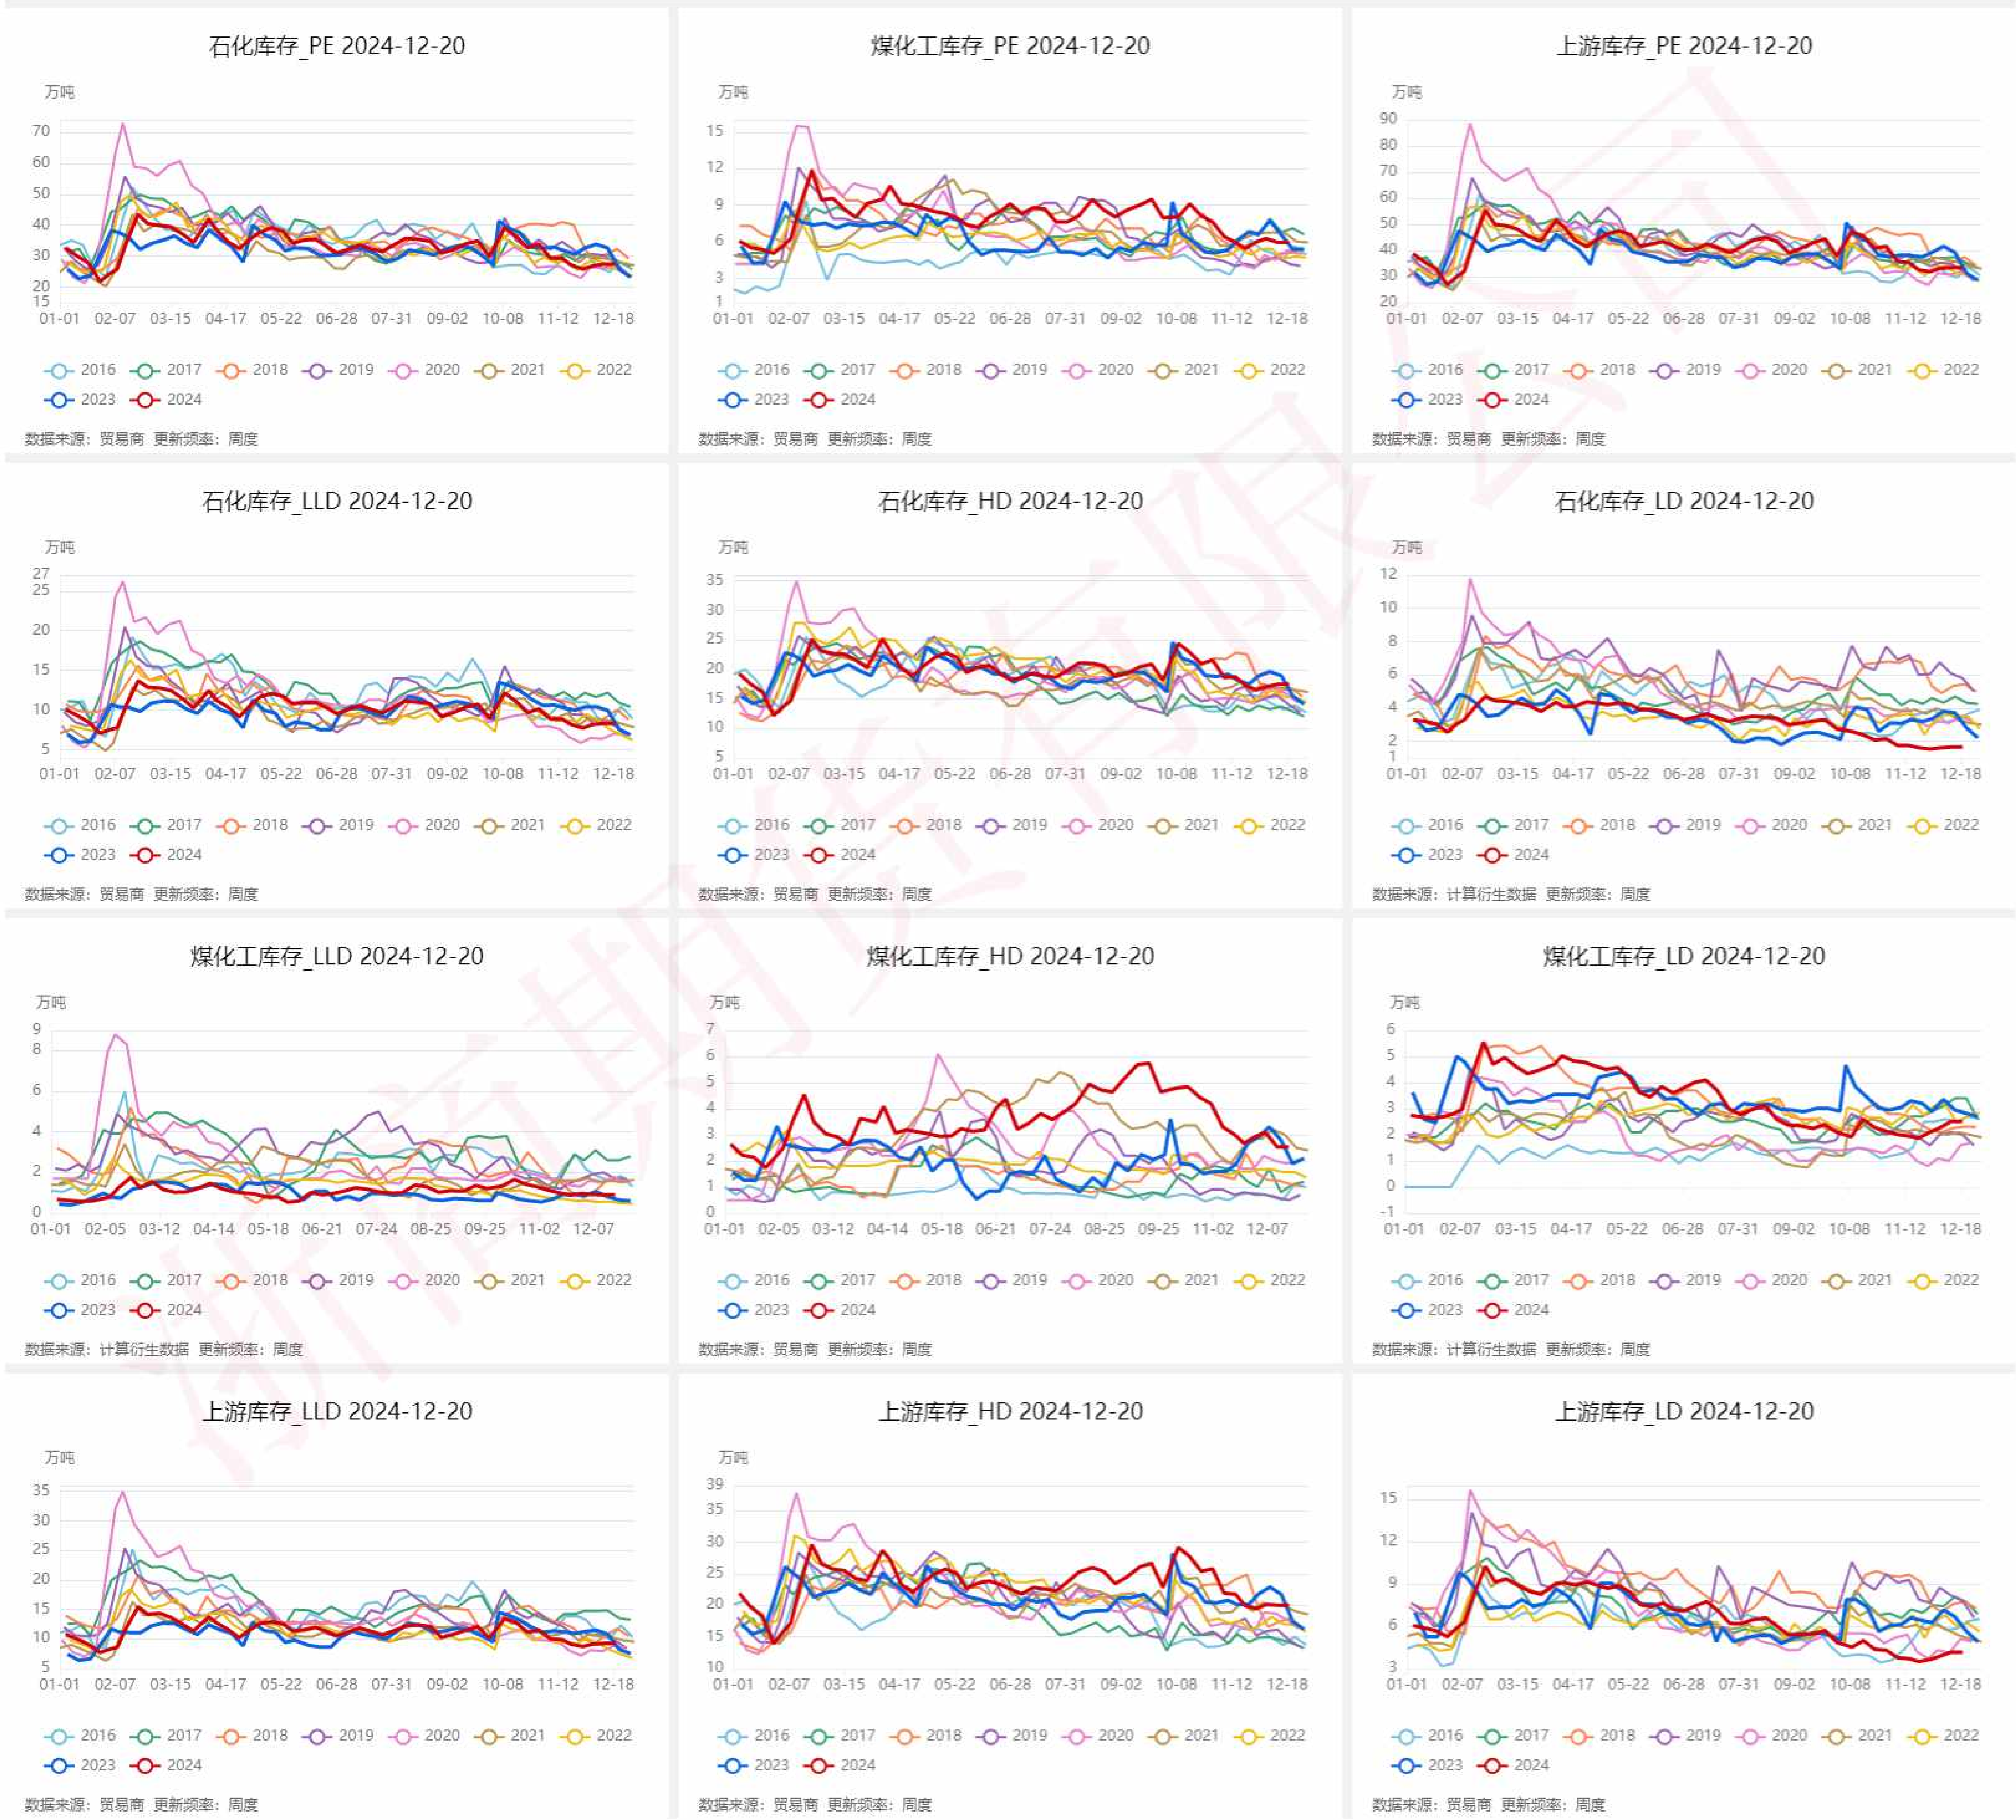 石化库存_PE 2024-12-20
万吨
70
60
50
40
30
20
15
01-01 02-07 03-15 04-17 05-22 06-28 07-31 09-02 10-08 11-12 12-18
2016 2017 2018 2019 2020 2021 2022
2023 2024
数据来源：贸易商 更新频率：周度
煤化工库存_PE 2024-12-20
万吨
15
12
9
6
3
1
01-01 02-07 03-15 04-17 05-22 06-28 07-31 09-02 10-08 11-12 12-18
2016 2017 2018 2019 2020 2021 2022
2023 2024
数据来源：贸易商 更新频率：周度
上游库存_PE 2024-12-20
万吨
90
80
70
60
50
40
30
20
01-01 02-07 03-15 04-17 05-22 06-28 07-31 09-02 10-08 11-12 12-18
2016 2017 2018 2019 2020 2021 2022
2023 2024
数据来源：贸易商 更新频率：周度
石化库存_LLD 2024-12-20
万吨
27
25
20
15
10
5
01-01 02-07 03-15 04-17 05-22 06-28 07-31 09-02 10-08 11-12 12-18
2016 2017 2018 2019 2020 2021 2022
2023 2024
数据来源：贸易商 更新频率：周度
石化库存_HD 2024-12-20
万吨
35
30
25
20
15
10
5
01-01 02-07 03-15 04-17 05-22 06-28 07-31 09-02 10-08 11-12 12-18
2016 2017 2018 2019 2020 2021 2022
2023 2024
数据来源：贸易商 更新频率：周度
石化库存_LD 2024-12-20
万吨
12
10
8
6
4
2
1
01-01 02-07 03-15 04-17 05-22 06-28 07-31 09-02 10-08 11-12 12-18
2016 2017 2018 2019 2020 2021 2022
2023 2024
数据来源：计算衍生数据 更新频率：周度
煤化工库存_LLD 2024-12-20
万吨
9
8
6
4
2
0
01-01 02-05 03-12 04-14 05-18 06-21 07-24 08-25 09-25 11-02 12-07
2016 2017 2018 2019 2020 2021 2022
2023 2024
数据来源：计算衍生数据 更新频率：周度
煤化工库存_HD 2024-12-20
万吨
7
6
5
4
3
2
1
0
01-01 02-05 03-12 04-14 05-18 06-21 07-24 08-25 09-25 11-02 12-07
2016 2017 2018 2019 2020 2021 2022
2023 2024
数据来源：贸易商 更新频率：周度
煤化工库存_LD 2024-12-20
万吨
6
5
4
3
2
1
0
-1
01-01 02-07 03-15 04-17 05-22 06-28 07-31 09-02 10-08 11-12 12-18
2016 2017 2018 2019 2020 2021 2022
2023 2024
数据来源：计算衍生数据 更新频率：周度
上游库存_LLD 2024-12-20
万吨
35
30
25
20
15
10
5
01-01 02-07 03-15 04-17 05-22 06-28 07-31 09-02 10-08 11-12 12-18
2016 2017 2018 2019 2020 2021 2022
2023 2024
数据来源：贸易商 更新频率：周度
上游库存_HD 2024-12-20
万吨
39
35
30
25
20
15
10
01-01 02-07 03-15 04-17 05-22 06-28 07-31 09-02 10-08 11-12 12-18
2016 2017 2018 2019 2020 2021 2022
2023 2024
数据来源：贸易商 更新频率：周度
上游库存_LD 2024-12-20
万吨
15
12
9
6
3
01-01 02-07 03-15 04-17 05-22 06-28 07-31 09-02 10-08 11-12 12-18
2016 2017 2018 2019 2020 2021 2022
2023 2024
数据来源：贸易商 更新频率：周度
浙商期货有限公司